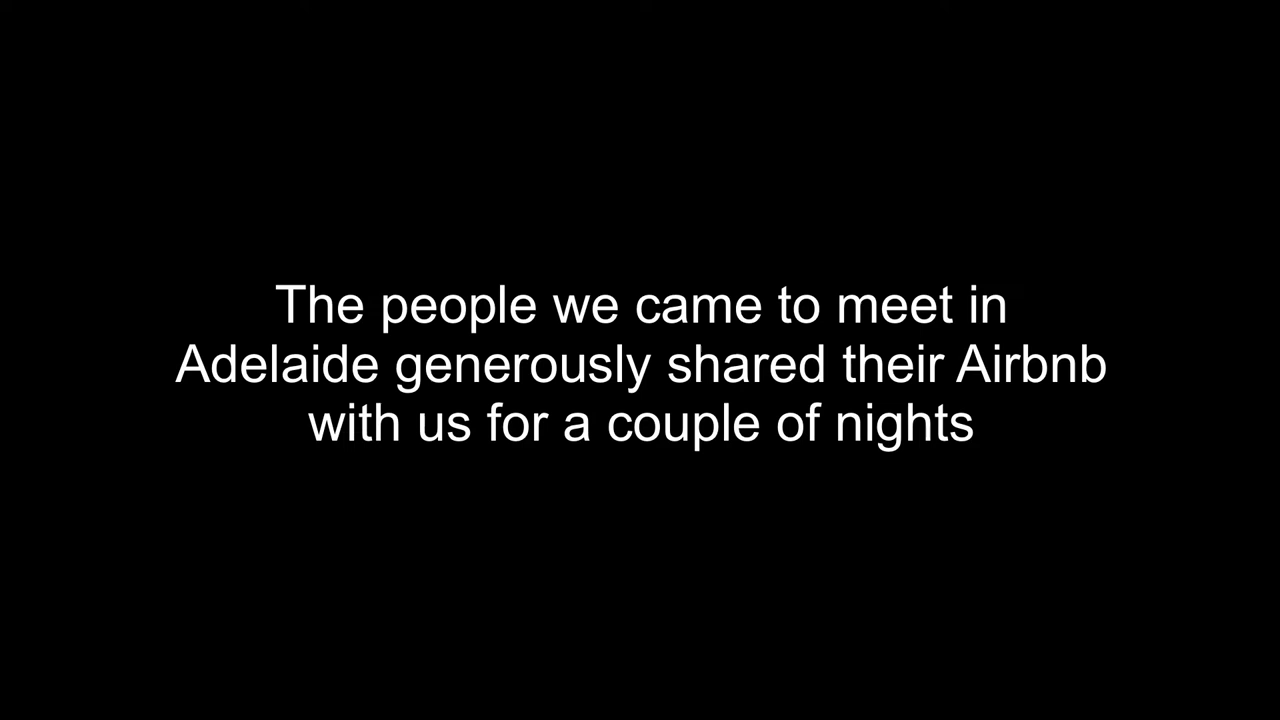 The people we came to meet in
Adelaide generously shared their Airbnb
with us for a couple of nights